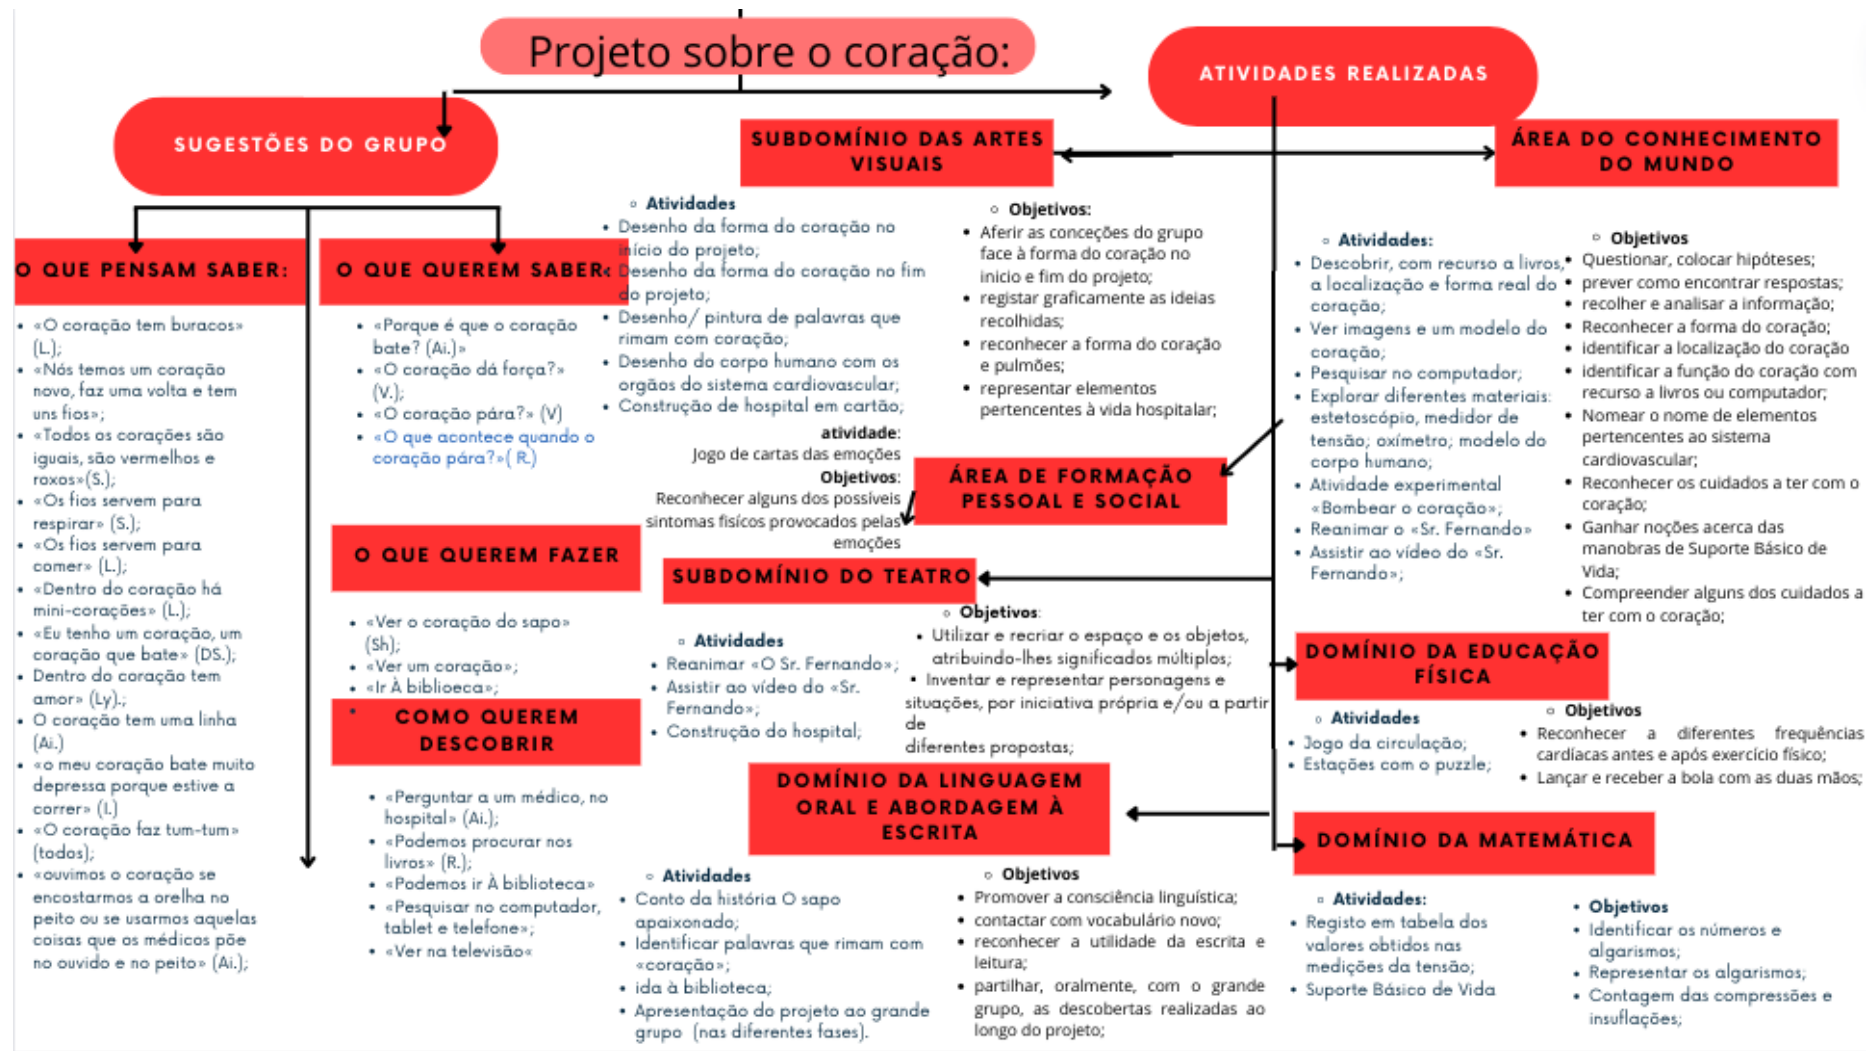 Projeto sobre o coração:
SUGESTÕES DO GRUPO
O QUE PENSAM SABER:
• «O coração tem buracos»
(L.);
• «Nós temos um coração
novo, faz uma volta e tem
uns fios»;
• «Todos os corações são
iguais, são vermelhos e
roxos»(S.);
• «Os fios servem para
respirar» (S.);
• «Os fios servem para
comer» (L.);
• «Dentro do coração há
mini-corações» (L.);
• «Eu tenho um coração, um
coração que bate» (DS.);
• Dentro do coração tem
amor» (Ly).;
• O coração tem uma linha
(Ai.)
• «o meu coração bate muito
depressa porque estive a
correr» (I.)
• «O coração faz tum-tum»
(todos);
• «ouvimos o coração se
encostarmos a orelha no
peito ou se usarmos aquelas
coisas que os médicos põe
no ouvido e no peito» (Ai.);
O QUE QUEREM SABER:
• «Porque é que o coração
bate? (Ai.)»
• «O coração dá força?»
(V.);
• «O coração pára?» (V)
• «O que acontece quando o
coração pára?»( R.)
O QUE QUEREM FAZER
• «Ver o coração do sapo»
(Sh);
• «Ver um coração»;
• «Ir À biblioeca»;
•
COMO QUEREM
DESCOBRIR
• «Perguntar a um médico, no
hospital» (Ai.);
• «Podemos procurar nos
livros» (R.);
• «Podemos ir À biblioteca»
• «Pesquisar no computador,
tablet e telefone»;
• «Ver na televisão«
ATIVIDADES REALIZADAS
SUBDOMÍNIO DAS ARTES
VISUAIS
◦ Atividades
• Desenho da forma do coração no
início do projeto;
• Desenho da forma do coração no fim
do projeto;
• Desenho/ pintura de palavras que
rimam com coração;
• Desenho do corpo humano com os
orgãos do sistema cardiovascular;
• Construção de hospital em cartão;
◦ Objetivos:
• Aferir as conceções do grupo
face à forma do coração no
inicio e fim do projeto;
• registar graficamente as ideias
recolhidas;
• reconhecer a forma do coração
e pulmões;
• representar elementos
pertencentes à vida hospitalar;
ÁREA DE FORMAÇÃO
PESSOAL E SOCIAL
atividade:
Jogo de cartas das emoções
Objetivos:
Reconhecer alguns dos possíveis
sintomas fisícos provocados pelas
emoções
SUBDOMÍNIO DO TEATRO
◦ Atividades
• Reanimar «O Sr. Fernando»;
• Assistir ao vídeo do «Sr.
Fernando»;
• Construção do hospital;
◦ Objetivos:
• Utilizar e recriar o espaço e os objetos,
atribuindo-lhes significados múltiplos;
• Inventar e representar personagens e
situações, por iniciativa própria e/ou a partir
de
diferentes propostas;
DOMÍNIO DA LINGUAGEM
ORAL E ABORDAGEM À
ESCRITA
◦ Atividades
• Conto da história O sapo
apaixonado;
• Identificar palavras que rimam com
«coração»;
• ida à biblioteca;
• Apresentação do projeto ao grande
grupo (nas diferentes fases).
◦ Objetivos
• Promover a consciência linguística;
• contactar com vocabulário novo;
• reconhecer a utilidade da escrita e
leitura;
• partilhar, oralmente, com o grande
grupo, as descobertas realizadas ao
longo do projeto;
ÁREA DO CONHECIMENTO
DO MUNDO
◦ Atividades:
• Descobrir, com recurso a livros,
a localização e forma real do
coração;
• Ver imagens e um modelo do
coração;
• Pesquisar no computador;
• Explorar diferentes materiais:
estetoscópio, medidor de
tensão; oxímetro; modelo do
corpo humano;
• Atividade experimental
«Bombear o coração»;
• Reanimar o «Sr. Fernando»
• Assistir ao vídeo do «Sr.
Fernando»;
◦ Objetivos
• Questionar, colocar hipóteses;
• prever como encontrar respostas;
• recolher e analisar a informação;
• Reconhecer a forma do coração;
• identificar a localização do coração
• identificar a função do coração com
recurso a livros ou computador;
• Nomear o nome de elementos
pertencentes ao sistema
cardiovascular;
• Reconhecer os cuidados a ter com o
coração;
• Ganhar noções acerca das
manobras de Suporte Básico de
Vida;
• Compreender alguns dos cuidados a
ter com o coração;
DOMÍNIO DA EDUCAÇÃO
FÍSICA
◦ Atividades
• Jogo da circulação;
• Estações com o puzzle;
◦ Objetivos
• Reconhecer a diferentes frequências
cardíacas antes e após exercício físico;
• Lançar e receber a bola com as duas mãos;
DOMÍNIO DA MATEMÁTICA
◦ Atividades:
• Registo em tabela dos
valores obtidos nas
medições da tensão;
• Suporte Básico de Vida
• Objetivos
• Identificar os números e
algarismos;
• Representar os algarismos;
• Contagem das compressões e
insuflações;